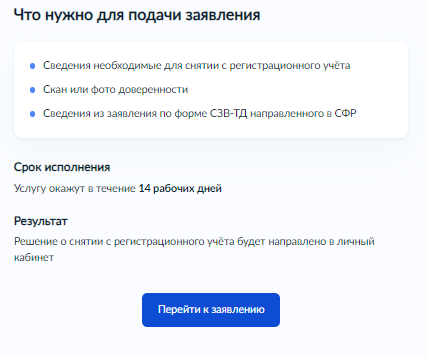 Что нужно для подачи заявления
Сведения необходимые для снятии с регистрационного учёта
Скан или фото доверенности
Сведения из заявления по форме СЗВ-ТД направленного в СФР
Срок исполнения
Услугу окажут в течение 14 рабочих дней
Результат
Решение о снятии с регистрационного учёта будет направлено в личный
кабинет
Перейти к заявлению